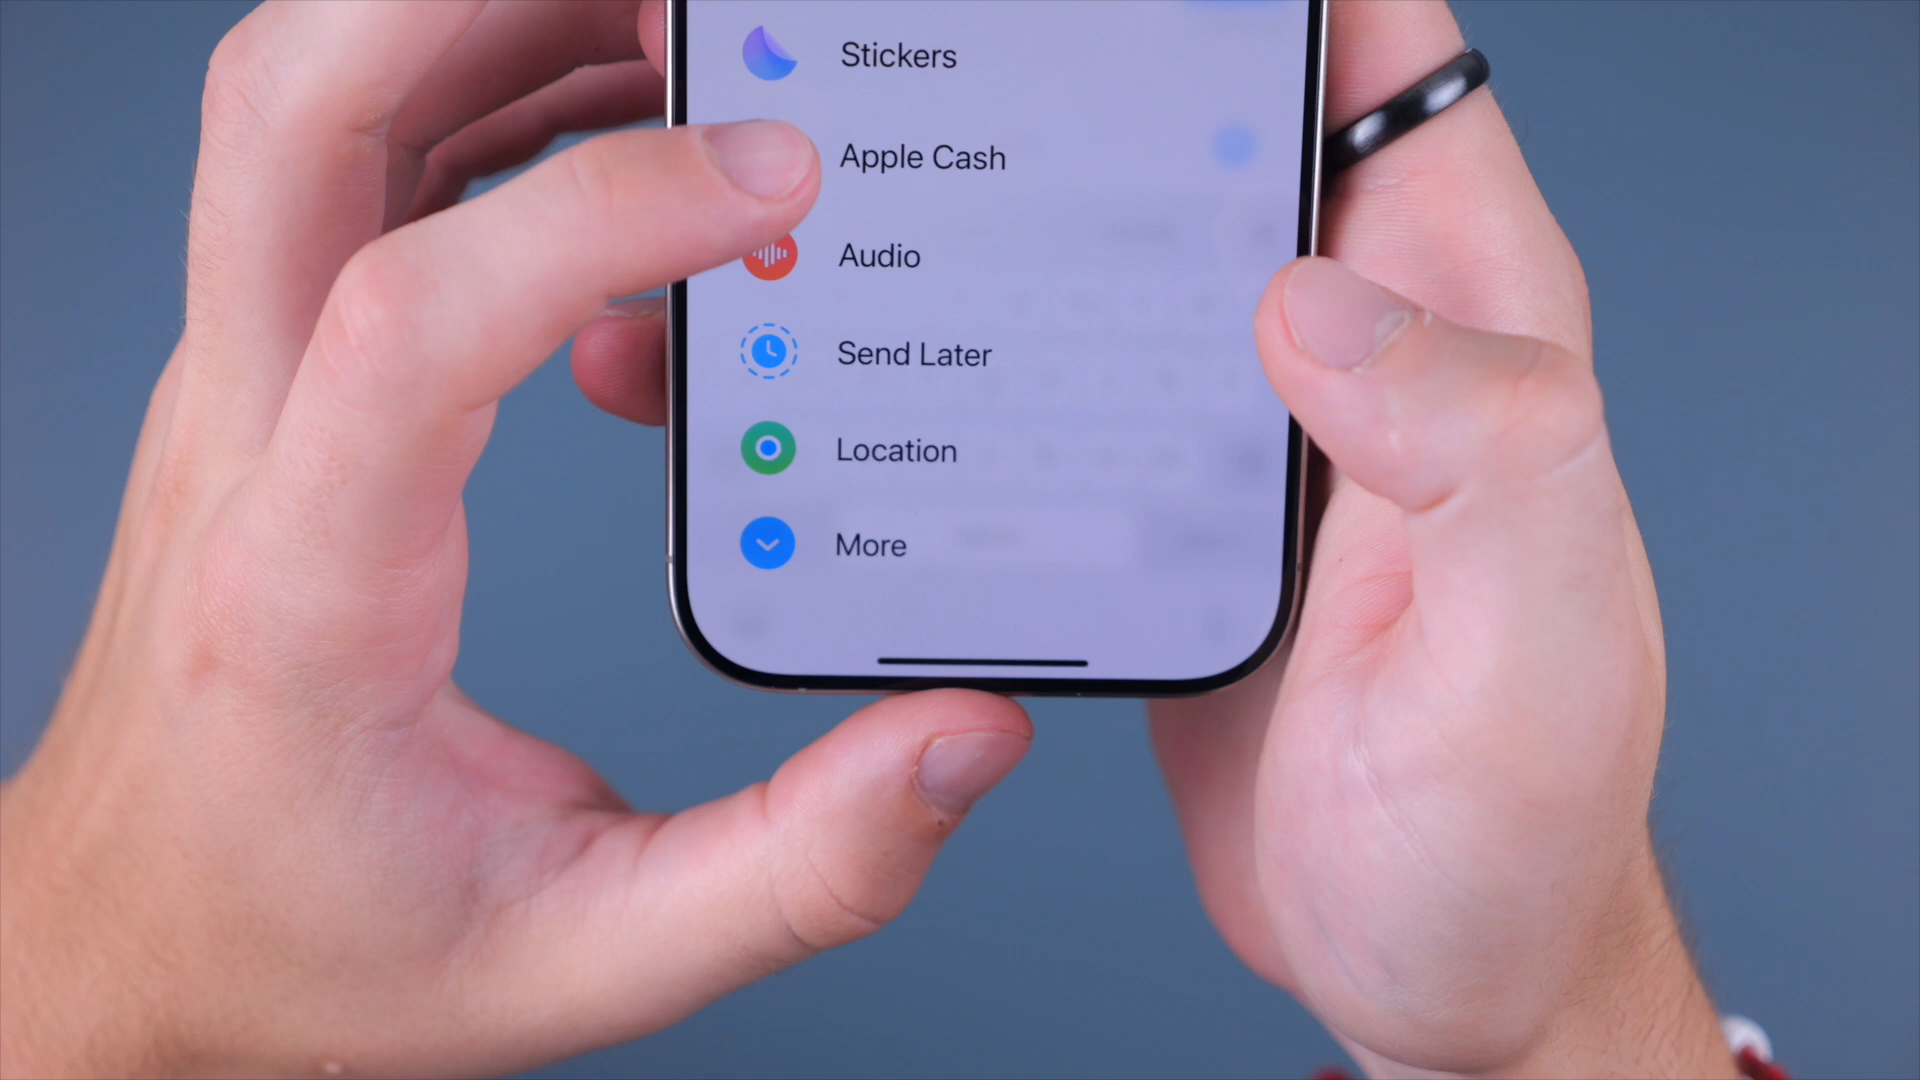 Stickers
Apple Cash
Audio
Send Later
Location
More